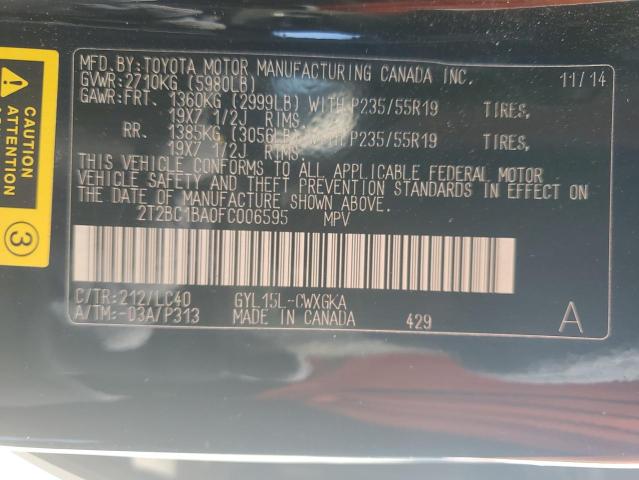 MFD. BY: TOYOTA MOTOR MANUFACTURING CANADA INC. 11/14
GVWR: 2710KG (5980LB)
GAWR: FRT. 1360KG (2999LB) WITH P235/55R19 TIRES,
19X7 1/2J RIMS,
RR. 1385KG (3056LB) P235/55R19 TIRES,
19X7 1/2J RIMS.
THIS VEHICLE CONFORMS TO ALL APPLICABLE FEDERAL MOTOR
VEHICLE SAFETY AND THEFT PREVENTION STANDARDS IN EFFECT ON
THE DATE OF MANUFACTURE SHOWN ABOVE.
2T2BC1BA0FC006595 MPV
C/TR: 212/LC40 GYL15L-CWXGKA
A/TM: -03A/P313 MADE IN CANADA 429 A
CAUTION
ATTENTION
3